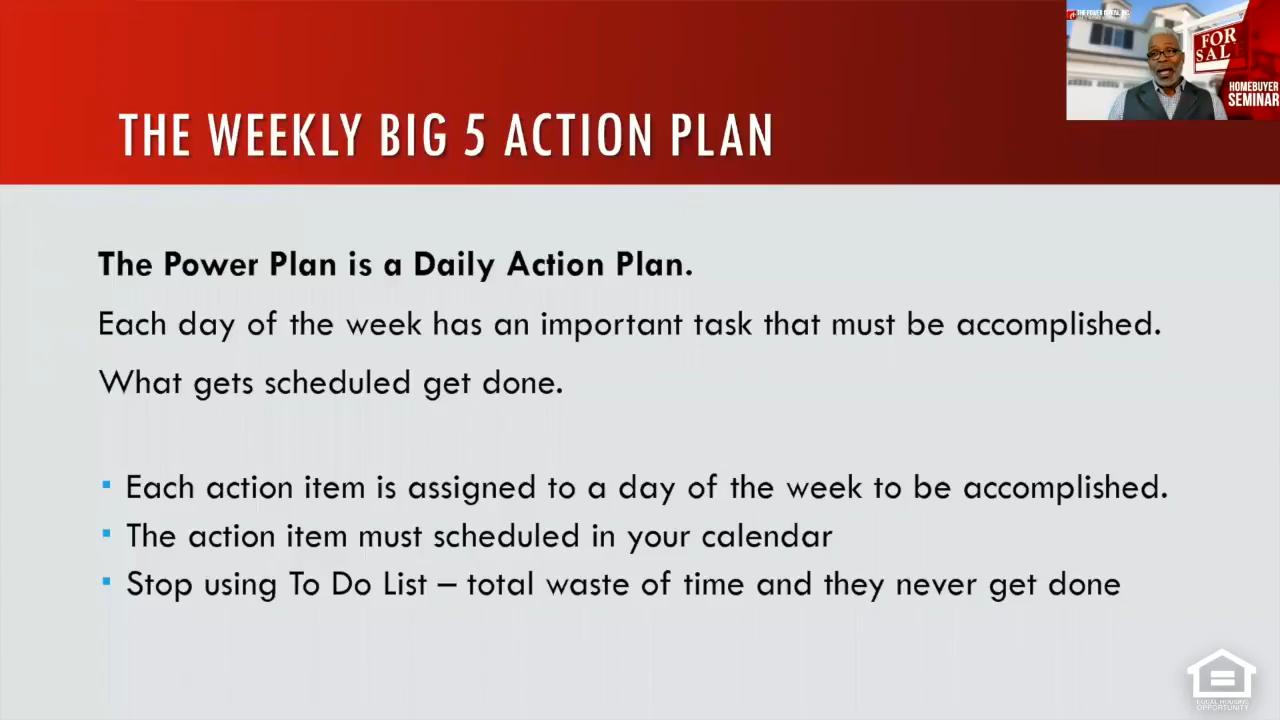 THE WEEKLY BIG 5 ACTION PLAN
FOR
SAL
HOMEBUYER
SEMINAR
The Power Plan is a Daily Action Plan.
Each day of the week has an important task that must be accomplished.
What gets scheduled get done.
Each action item is assigned to a day of the week to be accomplished.
The action item must scheduled in your calendar
Stop using To Do List – total waste of time and they never get done
EQUAL HOUSING
OPPORTUNITY